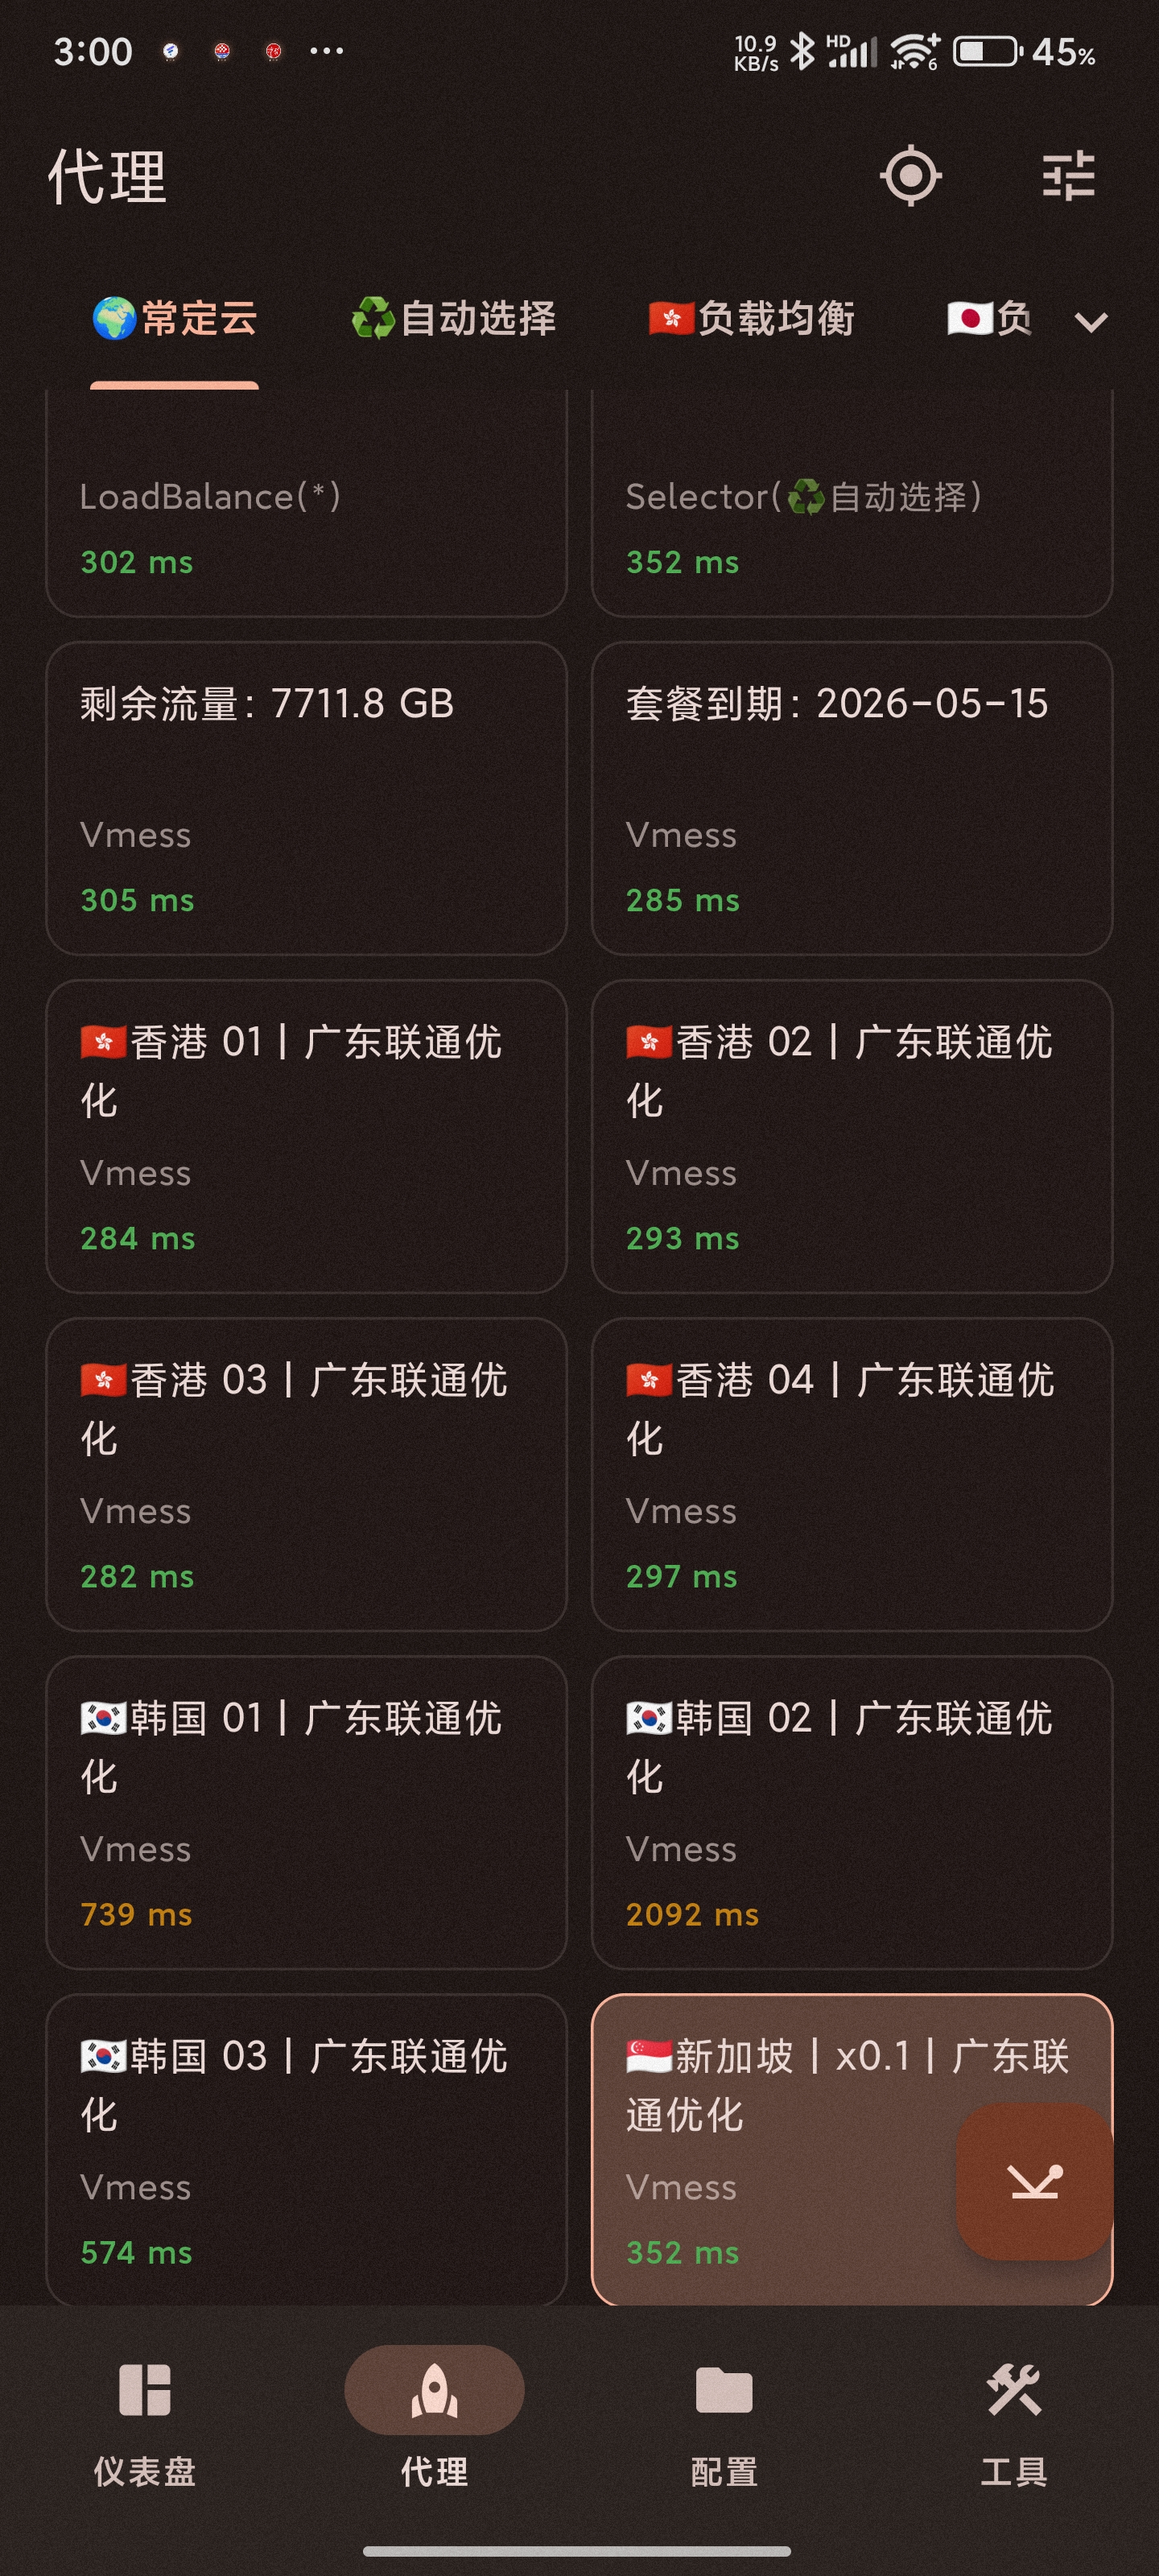 3:00
10.9 KB/s HD 6 45%
代理
常定云 自动选择 负载均衡 负
LoadBalance(*)
302 ms
Selector(♻自动选择)
352 ms
剩余流量: 7711.8 GB
Vmess
305 ms
套餐到期: 2026-05-15
Vmess
285 ms
🇭🇰香港 01 | 广东联通优
化
Vmess
284 ms
🇭🇰香港 02 | 广东联通优
化
Vmess
293 ms
🇭🇰香港 03 | 广东联通优
化
Vmess
282 ms
🇭🇰香港 04 | 广东联通优
化
Vmess
297 ms
🇰🇷韩国 01 | 广东联通优
化
Vmess
739 ms
🇰🇷韩国 02 | 广东联通优
化
Vmess
2092 ms
🇰🇷韩国 03 | 广东联通优
化
Vmess
574 ms
🇸🇬新加坡 | x0.1 | 广东联
通优化
Vmess
352 ms
仪表盘 代理 配置 工具